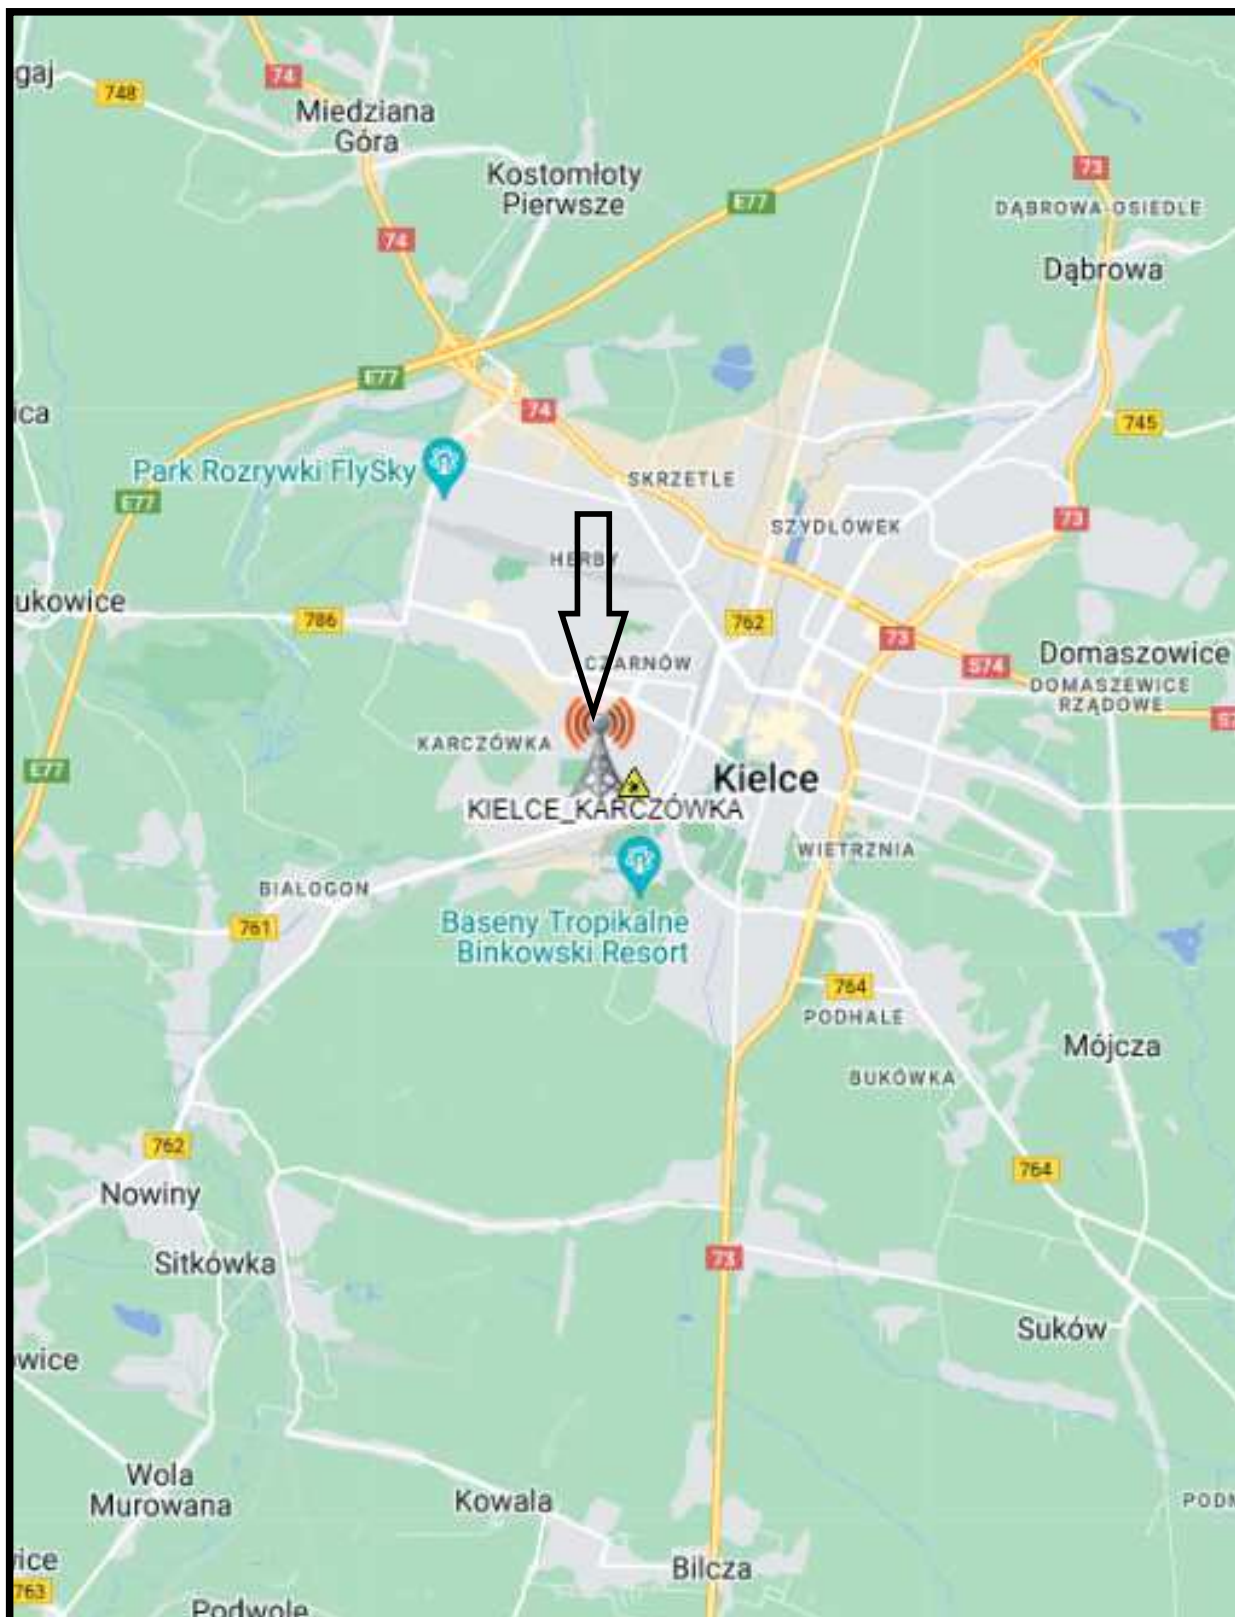 gaj
74
748
Miedziana
Góra
73
Kostomłoty
Pierwsze
E77
DĄBROWA-OSIEDLE
74
Dąbrowa
E77
74
ica
745
Park Rozrywki FlySky
SKRZETLE
E77
73
SZYDŁÓWEK
HERBY
ukowice
786
762
73
S74
Domaszowice
CZARNÓW
DOMASZEWICE
RZĄDOWE
KARCZÓWKA
E77
Kielce
KIELCE_KARCZÓWKA
WIETRZNIA
BIAŁOGON
761
Baseny Tropikalne
Binkowski Resort
764
PODHALE
Mójcza
BUKÓWKA
762
764
Nowiny
73
Sitkówka
Suków
owice
Wola
Murowana
Kowala
Bilcza
763
Podwole